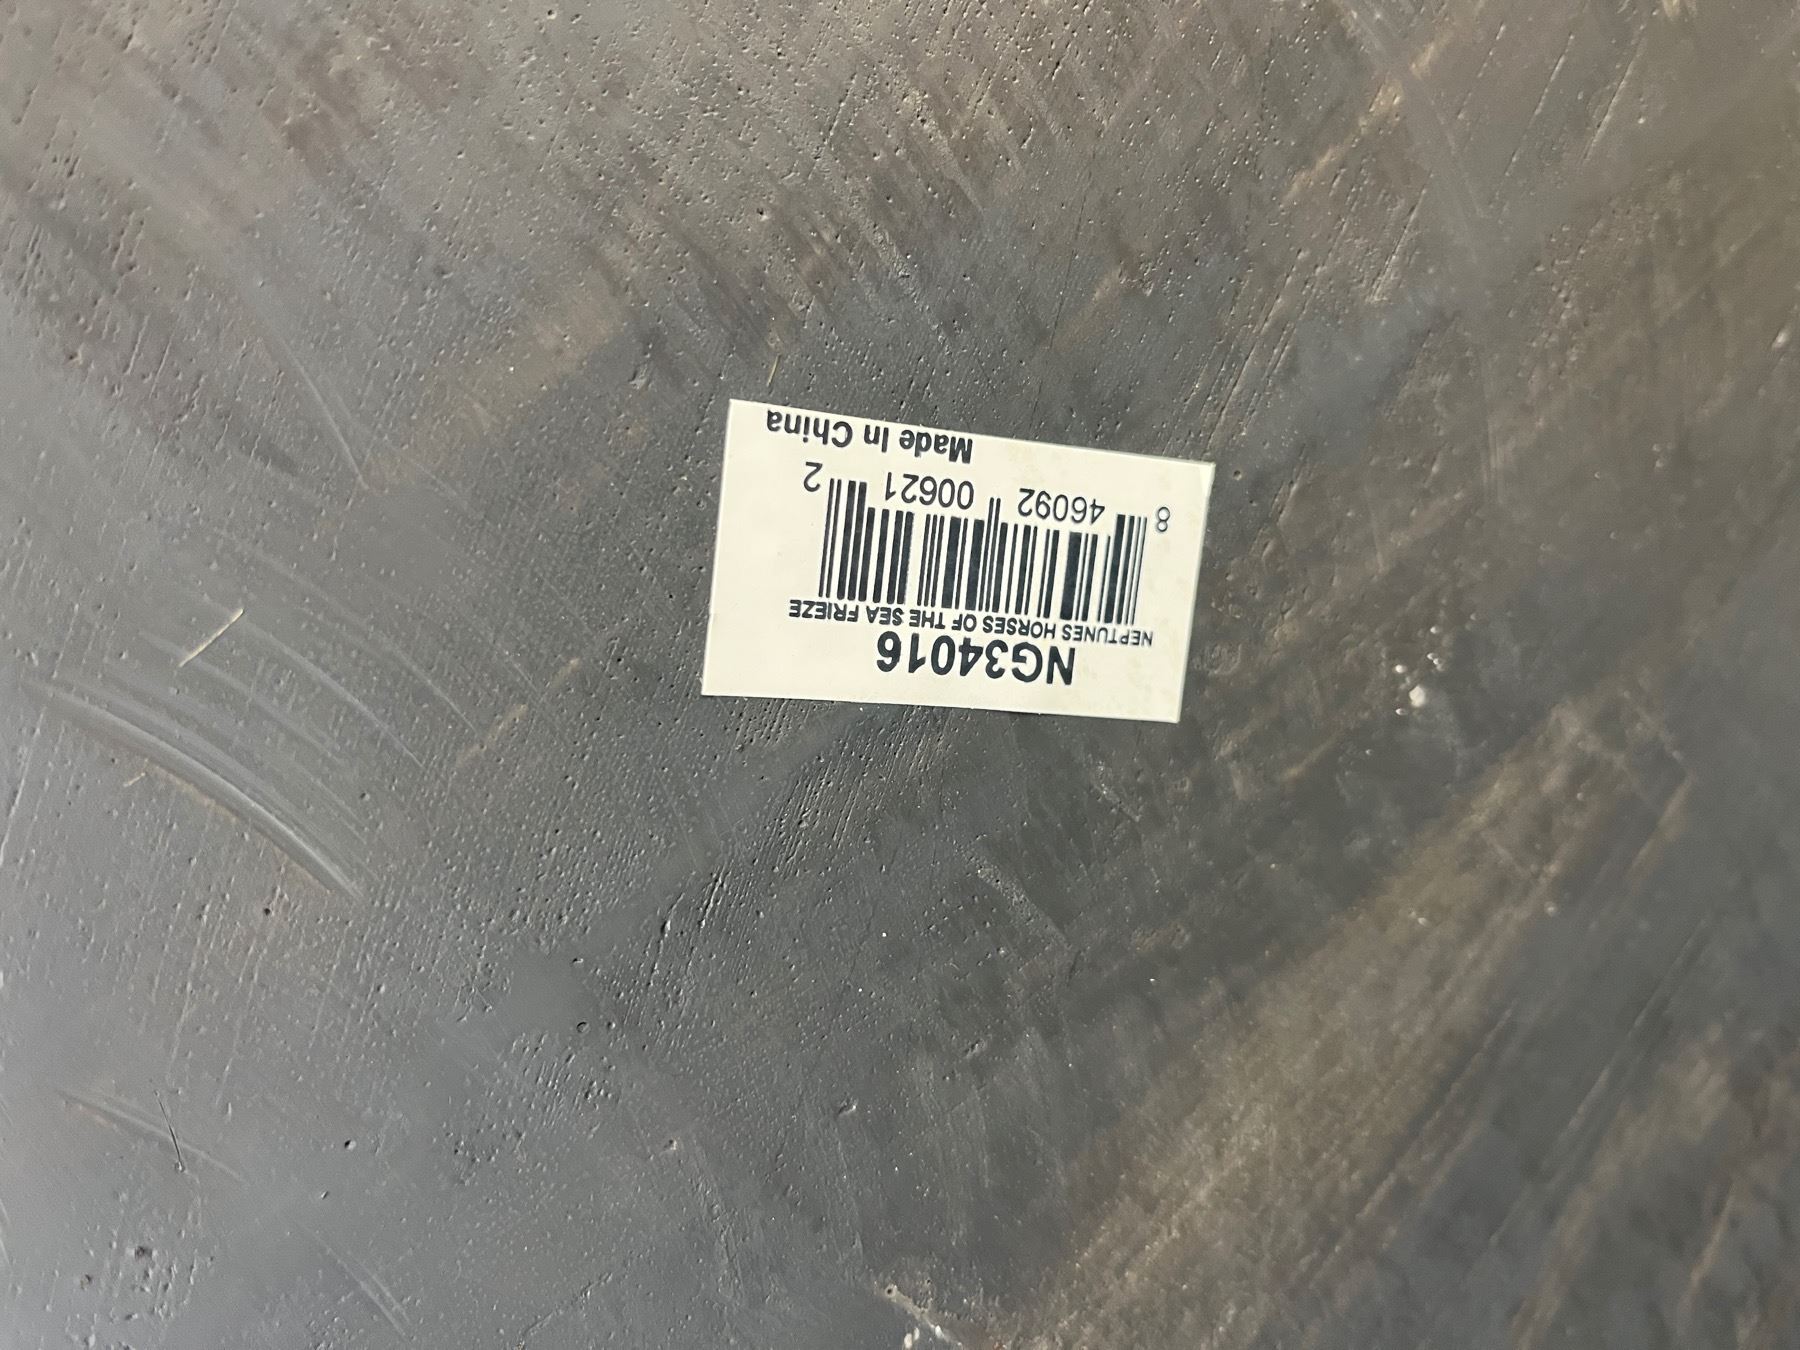 NG34016
NEPTUNES HORSES OF THE SEA FRIEZE
8 46092 00621 2
Made In China